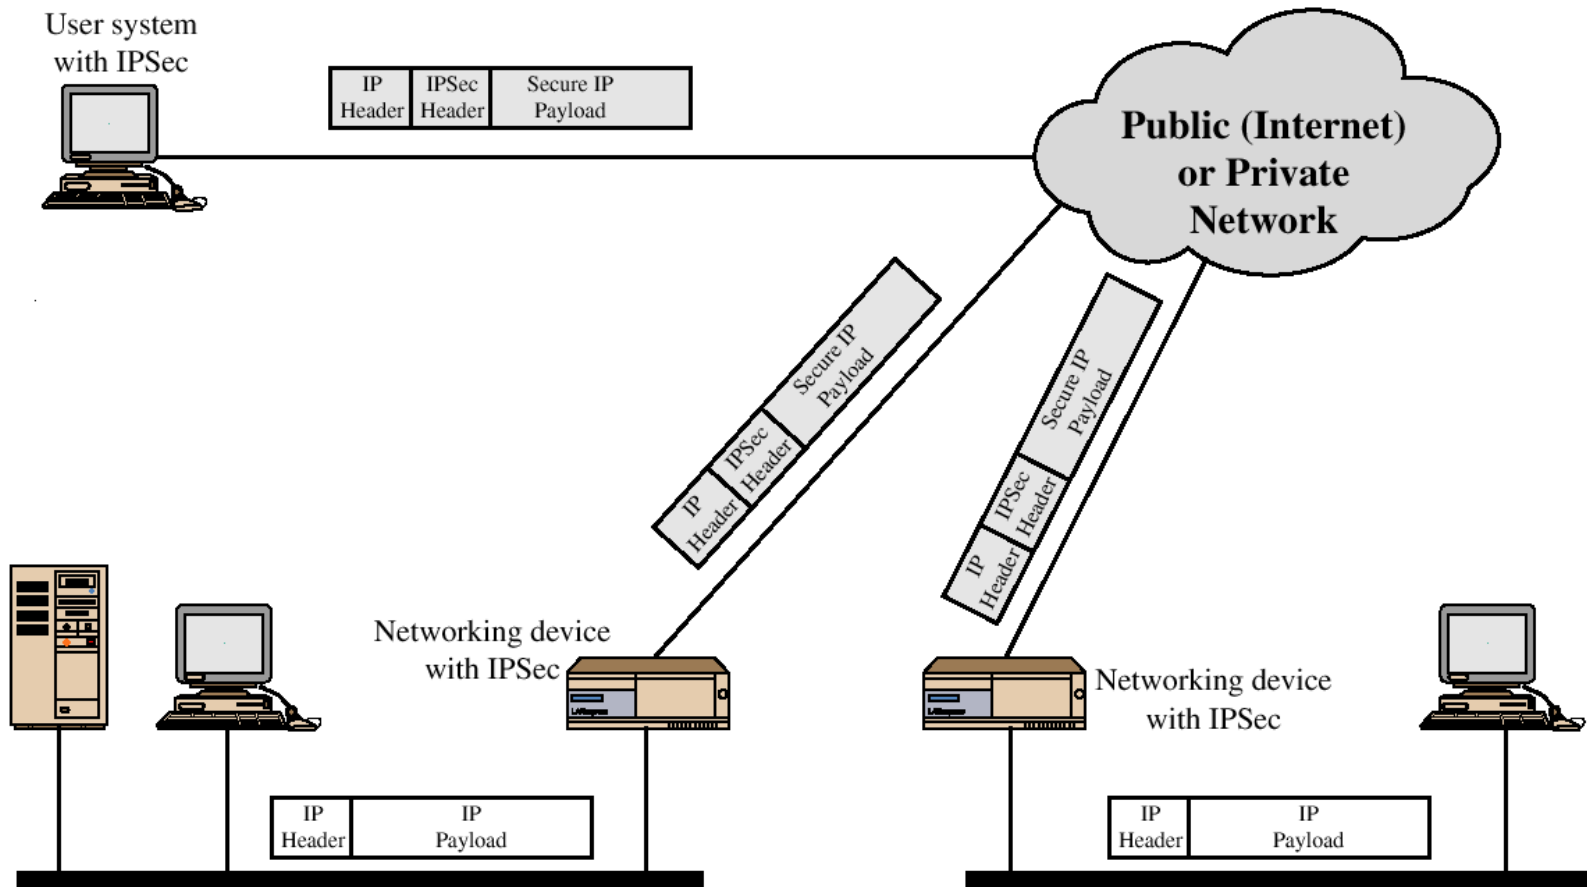 User system
with IPSec
IP
Header
IPSec
Header
Secure IP
Payload
Public (Internet)
or Private
Network
Secure IP
Payload
IPSec
Header
IP
Header
Secure IP
Payload
IPSec
Header
IP
Header
Networking device
with IPSec
Networking device
with IPSec
IP
Header
IP
Payload
IP
Header
IP
Payload